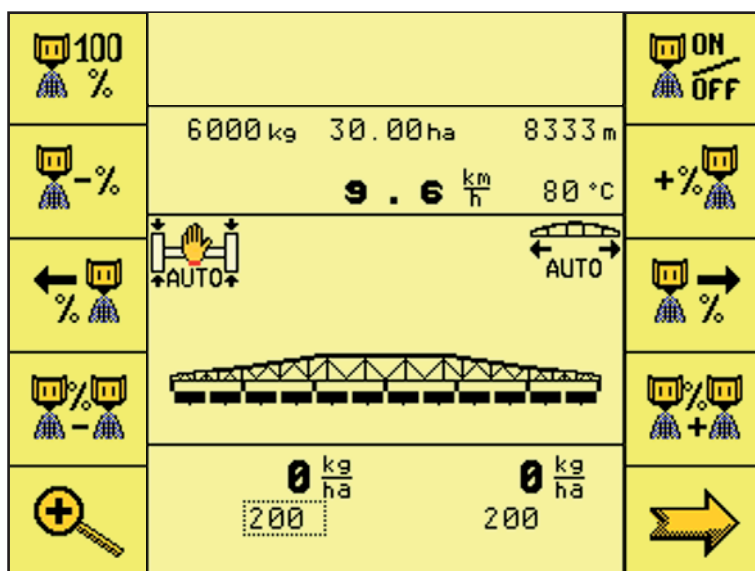 100
%
ON
OFF
6000 kg 30.00 ha 8333 m
-%
9.6 km/h 80 °C
+%
AUTO
AUTO
%
%
%
-
%
+
0 kg/ha 0 kg/ha
200 200